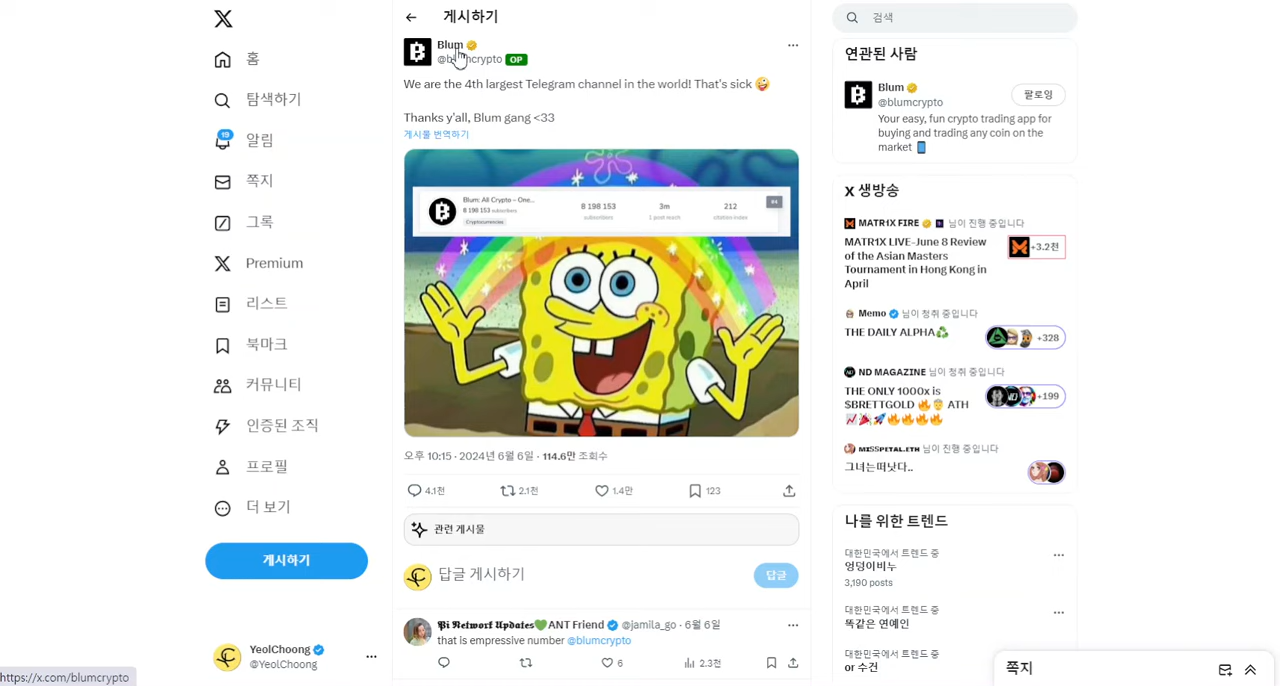 홈
탐색하기
19
알림
쪽지
그록
Premium
리스트
북마크
커뮤니티
인증된 조직
프로필
더 보기
게시하기
YeolChoong
@YeolChoong
https://x.com/blumcrypto
게시하기
Blum
@blumcrypto OP
We are the 4th largest Telegram channel in the world! That's sick 🤪
Thanks y'all, Blum gang <33
게시물 번역하기
Blum: All Crypto – One...
8 198 153 subscribers
Cryptocurrencies
8 198 153
subscribers
3m
1 post reach
212
citation index
오후 10:15 · 2024년 6월 6일 · 114.6만 조회수
4.1천
2.1천
1.4만
123
관련 게시물
답글 게시하기
답글
𝕻𝖎 𝕹𝖊𝖙𝖜𝖔𝖗𝖐 𝖀𝖕𝖉𝖆𝖙𝖊𝖘💚ANT Friend @jamila_go · 6월 6일
that is empressive number @blumcrypto
6
2.3천
검색
연관된 사람
Blum
@blumcrypto
팔로잉
Your easy, fun crypto trading app for
buying and trading any coin on the
market 📱
X 생방송
MATR1X FIRE 님이 진행 중입니다
MATR1X LIVE-June 8 Review
of the Asian Masters
Tournament in Hong Kong in
April
+3.2천
Memo 님이 청취 중입니다
THE DAILY ALPHA♻️
+328
ND MAGAZINE 님이 청취 중입니다
THE ONLY 1000x is
$BRETTGOLD 🔥🤴 ATH
📈🎉🚀🔥🔥🔥🔥
+199
ᴍɪꜱꜱᴘᴇᴛᴀʟ.ᴇᴛʜ 님이 진행 중입니다
그녀는떠낫다..
나를 위한 트렌드
대한민국에서 트렌드 중
엉덩이비누
3,190 posts
대한민국에서 트렌드 중
똑같은 연예인
대한민국에서 트렌드 중
or 수건
쪽지